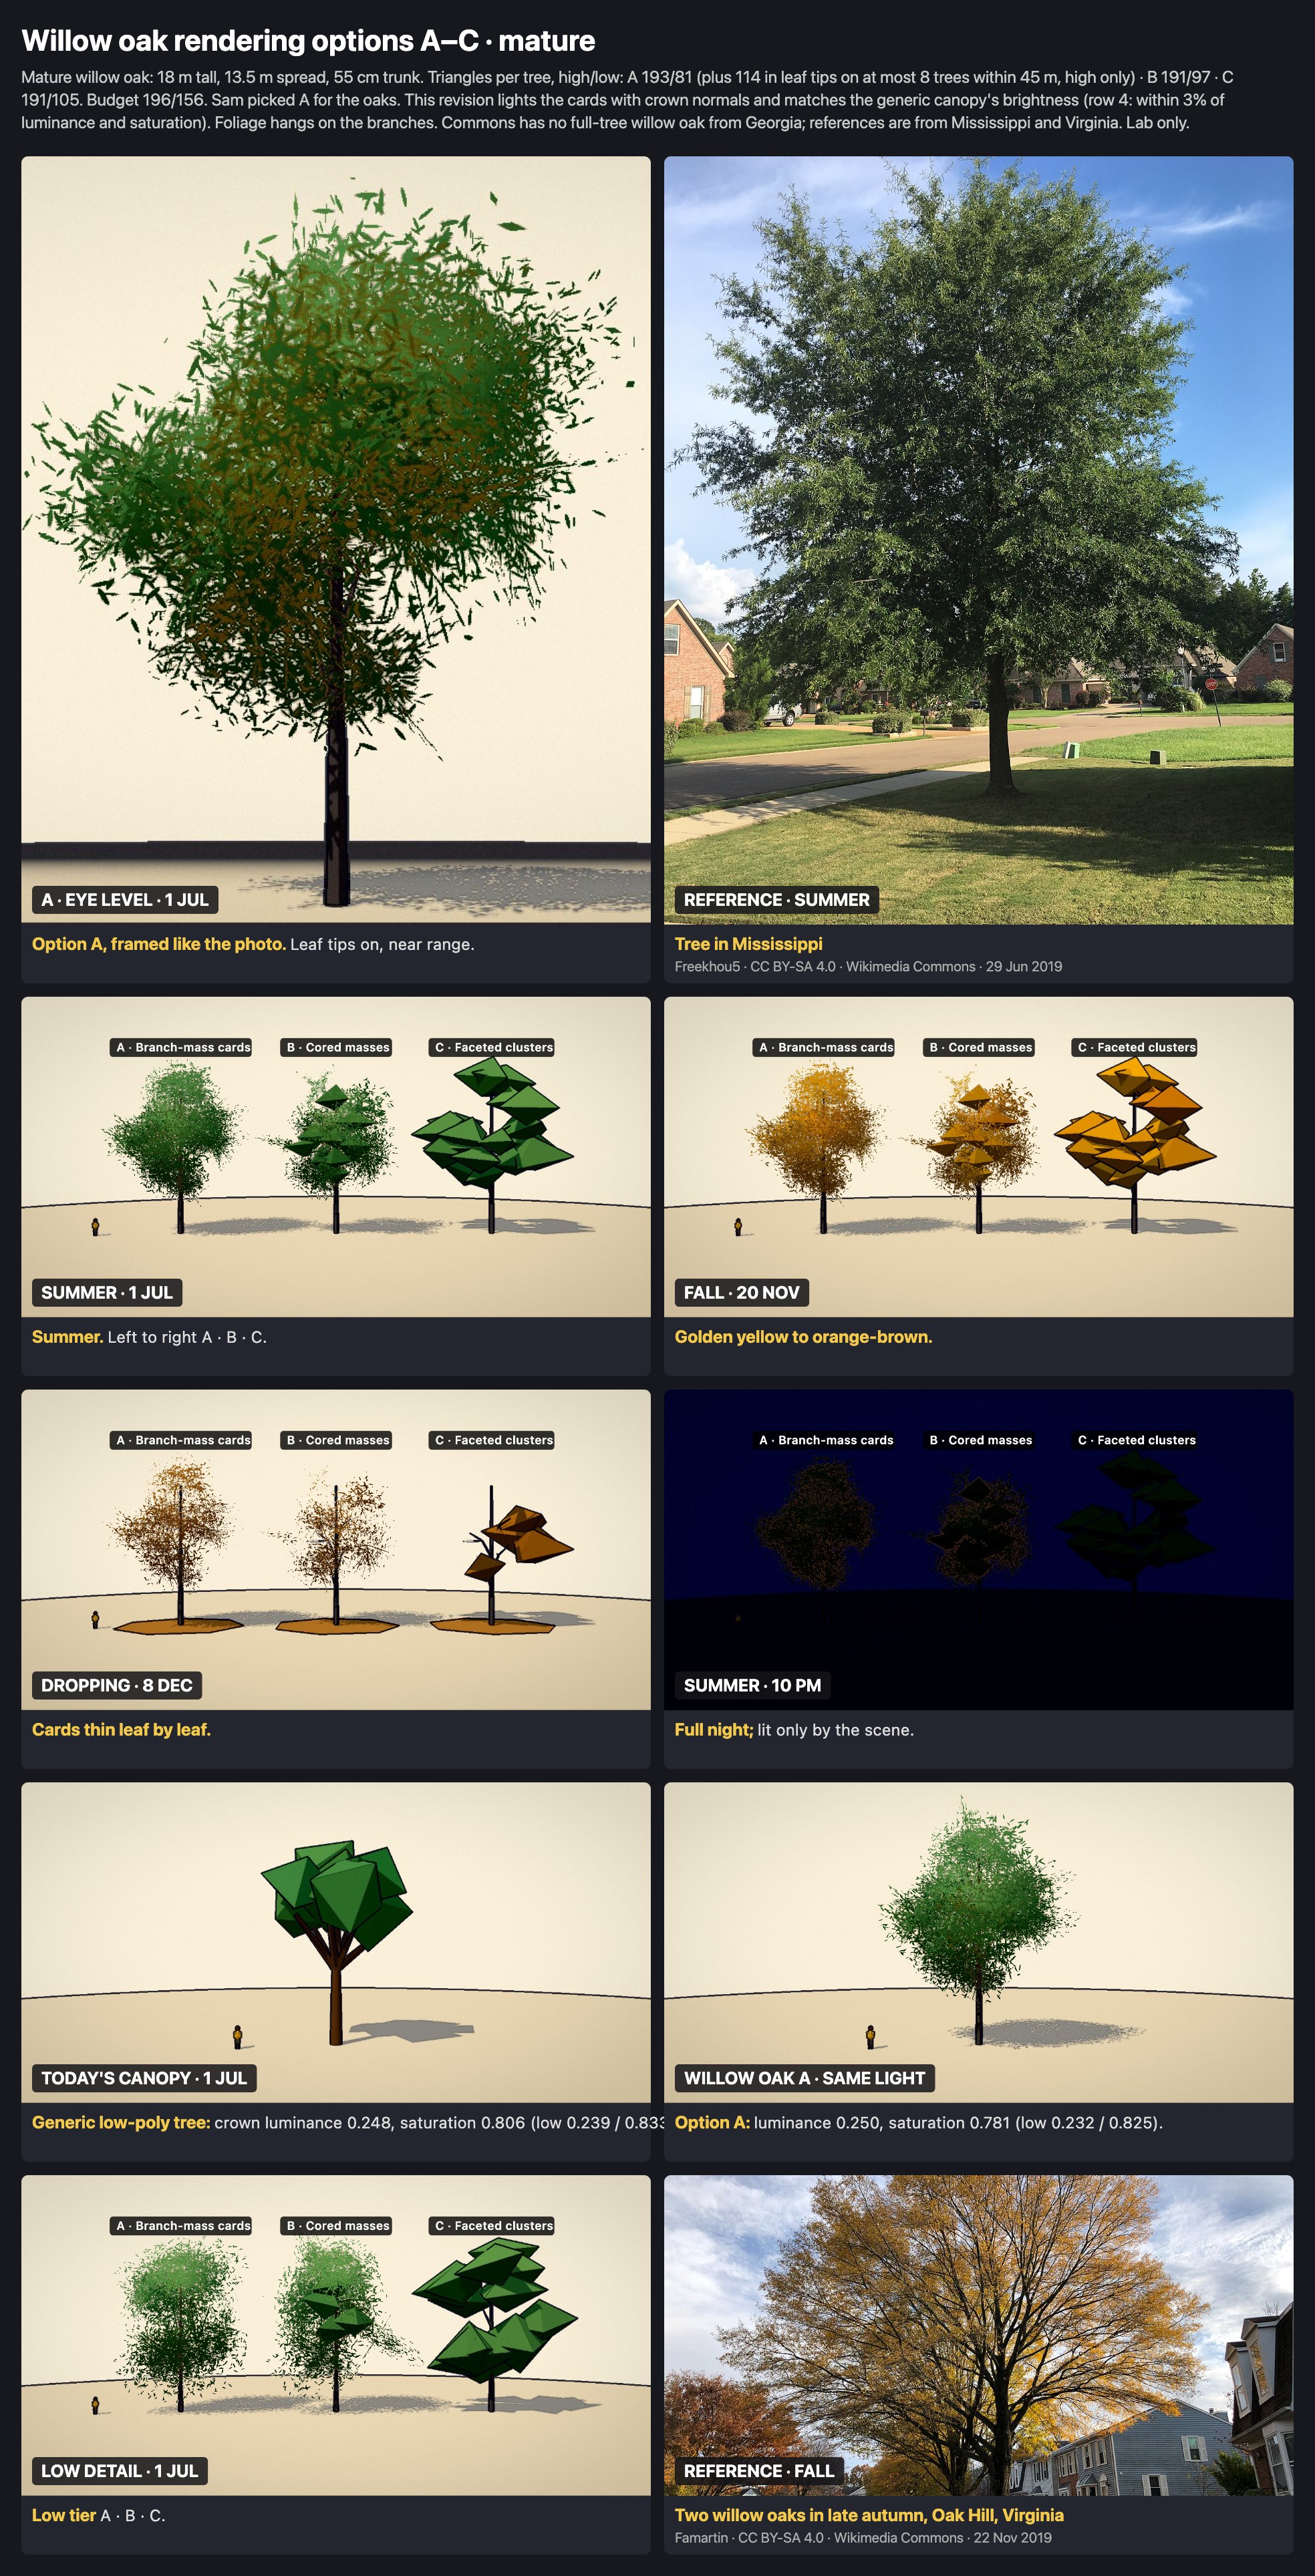 Willow oak rendering options A–C · mature
Mature willow oak: 18 m tall, 13.5 m spread, 55 cm trunk. Triangles per tree, high/low: A 193/81 (plus 114 in leaf tips on at most 8 trees within 45 m, high only) · B 191/97 · C
191/105. Budget 196/156. Sam picked A for the oaks. This revision lights the cards with crown normals and matches the generic canopy's brightness (row 4: within 3% of
luminance and saturation). Foliage hangs on the branches. Commons has no full-tree willow oak from Georgia; references are from Mississippi and Virginia. Lab only.
A · EYE LEVEL · 1 JUL
Option A, framed like the photo. Leaf tips on, near range.
REFERENCE · SUMMER
Tree in Mississippi
Freekhou5 · CC BY-SA 4.0 · Wikimedia Commons · 29 Jun 2019
A · Branch-mass cards
B · Cored masses
C · Faceted clusters
SUMMER · 1 JUL
Summer. Left to right A · B · C.
A · Branch-mass cards
B · Cored masses
C · Faceted clusters
FALL · 20 NOV
Golden yellow to orange-brown.
A · Branch-mass cards
B · Cored masses
C · Faceted clusters
DROPPING · 8 DEC
Cards thin leaf by leaf.
A · Branch-mass cards
B · Cored masses
C · Faceted clusters
SUMMER · 10 PM
Full night; lit only by the scene.
TODAY'S CANOPY · 1 JUL
Generic low-poly tree: crown luminance 0.248, saturation 0.806 (low 0.239 / 0.833
WILLOW OAK A · SAME LIGHT
Option A: luminance 0.250, saturation 0.781 (low 0.232 / 0.825).
A · Branch-mass cards
B · Cored masses
C · Faceted clusters
LOW DETAIL · 1 JUL
Low tier A · B · C.
REFERENCE · FALL
Two willow oaks in late autumn, Oak Hill, Virginia
Famartin · CC BY-SA 4.0 · Wikimedia Commons · 22 Nov 2019